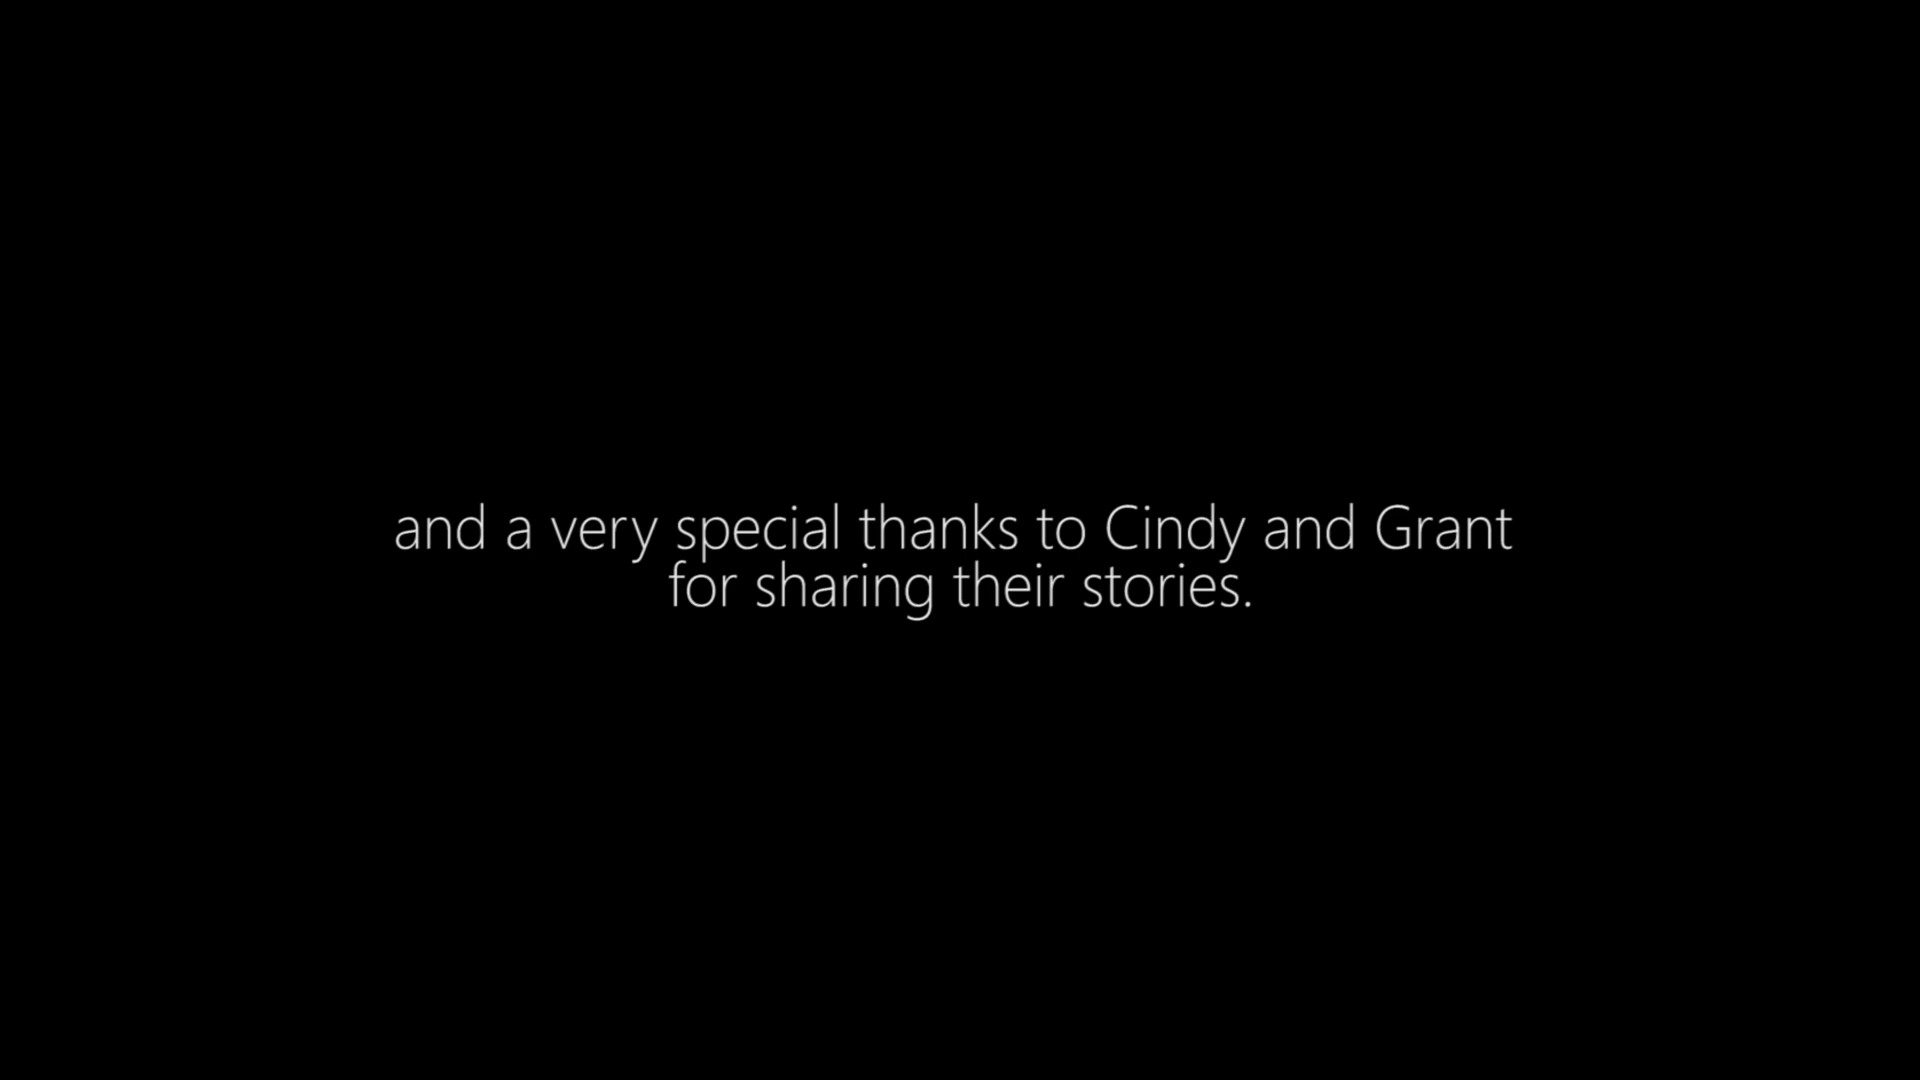 and a very special thanks to Cindy and Grant
for sharing their stories.